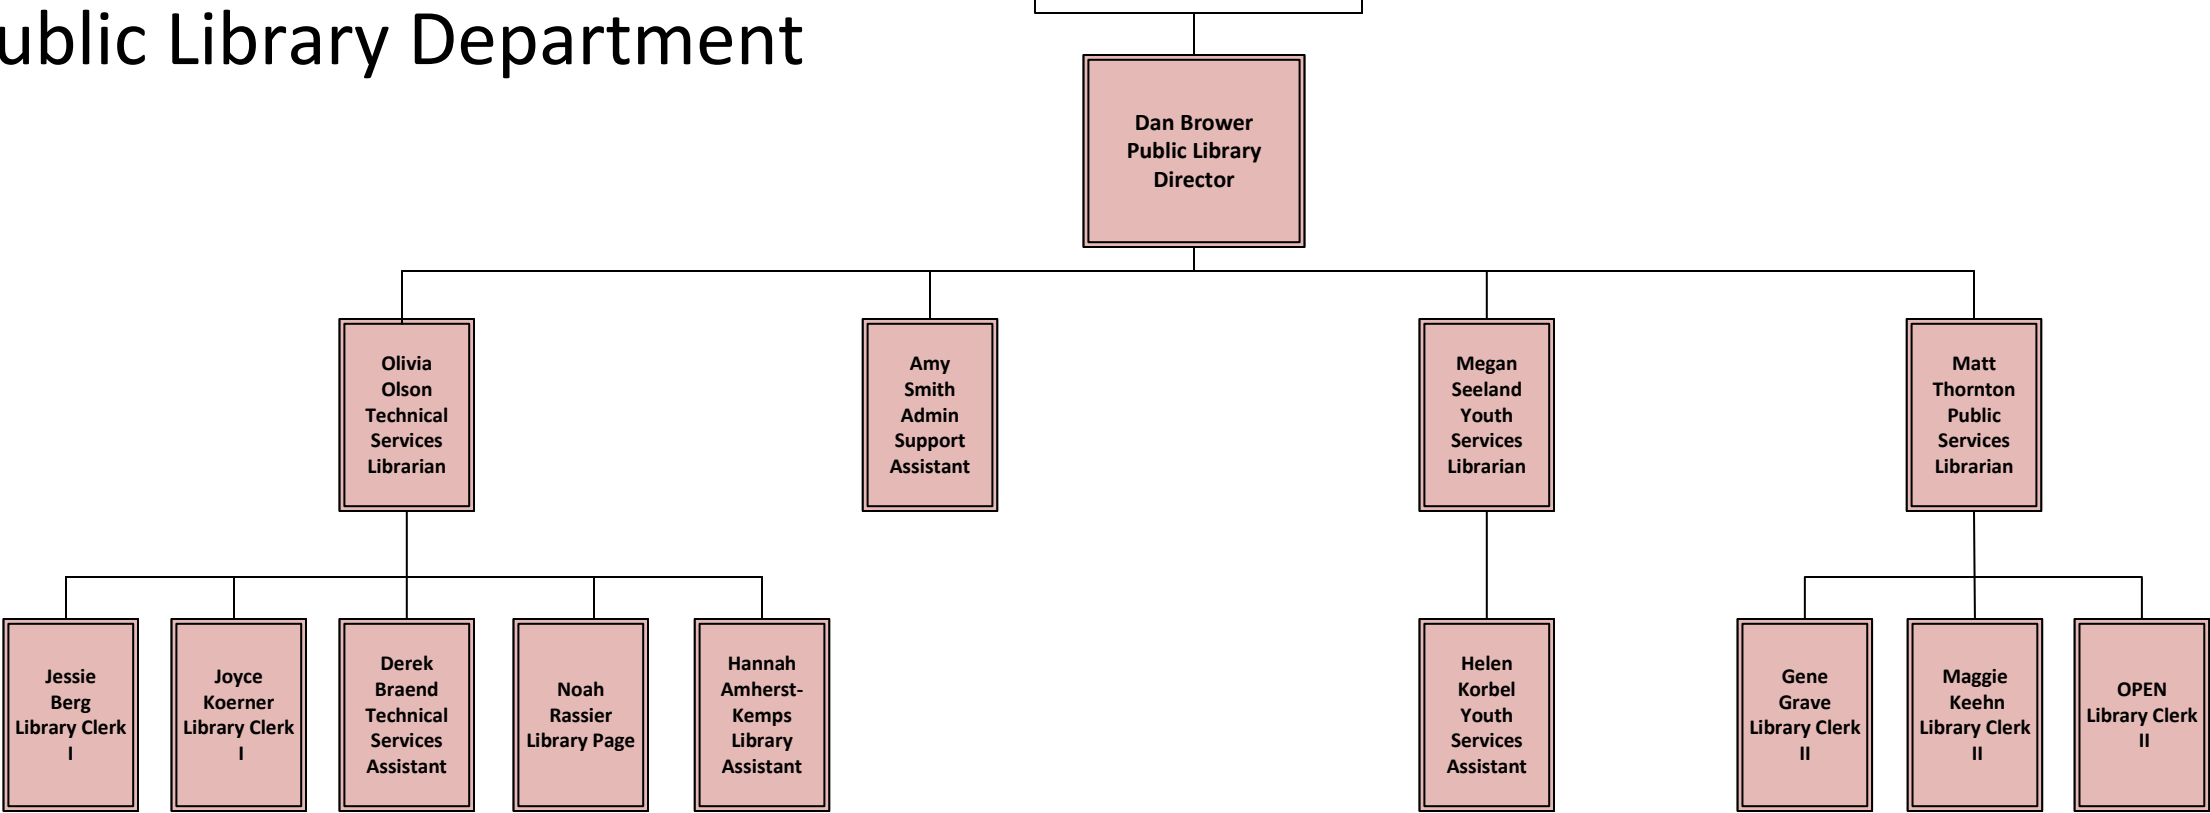 ublic Library Department
Dan Brower
Public Library
Director
Olivia
Olson
Technical
Services
Librarian
Amy
Smith
Admin
Support
Assistant
Megan
Seeland
Youth
Services
Librarian
Matt
Thornton
Public
Services
Librarian
Jessie
Berg
Library Clerk
I
Joyce
Koerner
Library Clerk
I
Derek
Braend
Technical
Services
Assistant
Noah
Rassier
Library Page
Hannah
Amherst-
Kemps
Library
Assistant
Helen
Korbel
Youth
Services
Assistant
Gene
Grave
Library Clerk
II
Maggie
Keehn
Library Clerk
II
OPEN
Library Clerk
II